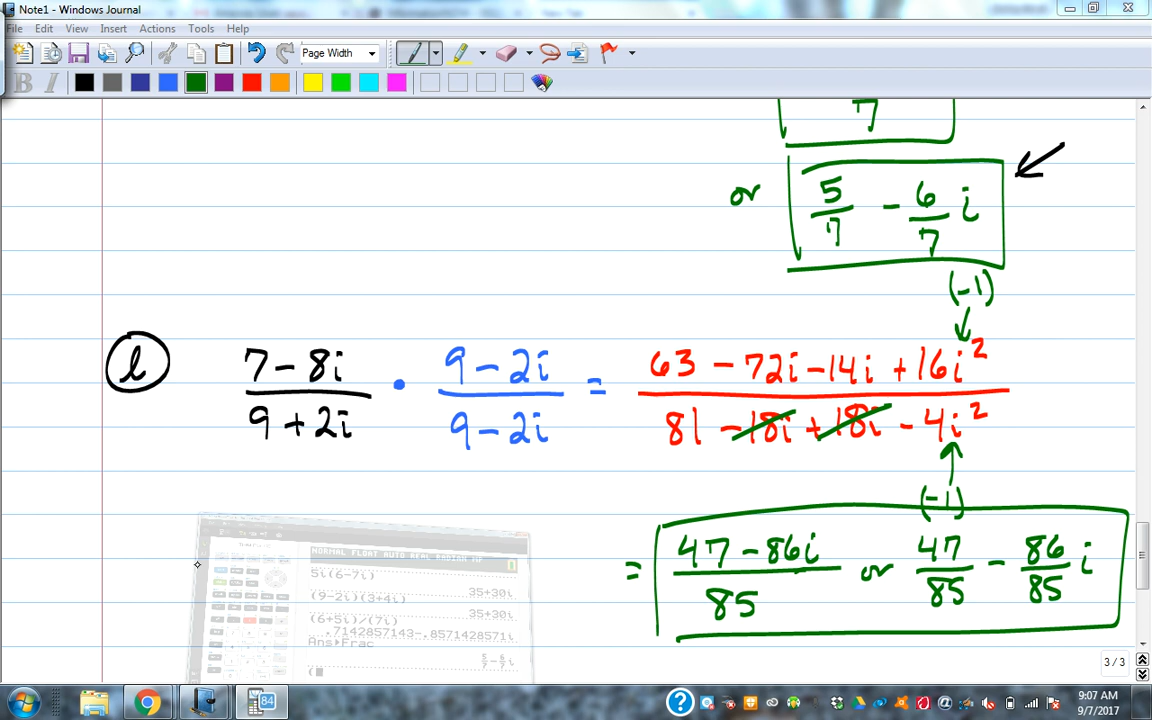 Note1 - Windows Journal
File Edit View Insert Actions Tools Help
Page Width
B I
7
or 5/7 - 6/7 i
(-1)
l 7-8i / 9+2i • 9-2i / 9-2i = 63 - 72i - 14i + 16i² / 81 - 18i + 18i - 4i²
(-1)
= 47-86i / 85 or 47/85 - 86/85 i
NORMAL FLOAT AUTO REAL RADIAN MP
5i(6-7i)
35+30i
(9-2i)(3+4i)
35+30i
(6+5i)/(7i)
.7142857143-.8571428571i
Ans►Frac
5/7-6/7i
(
3 / 3
84
9:07 AM
9/7/2017